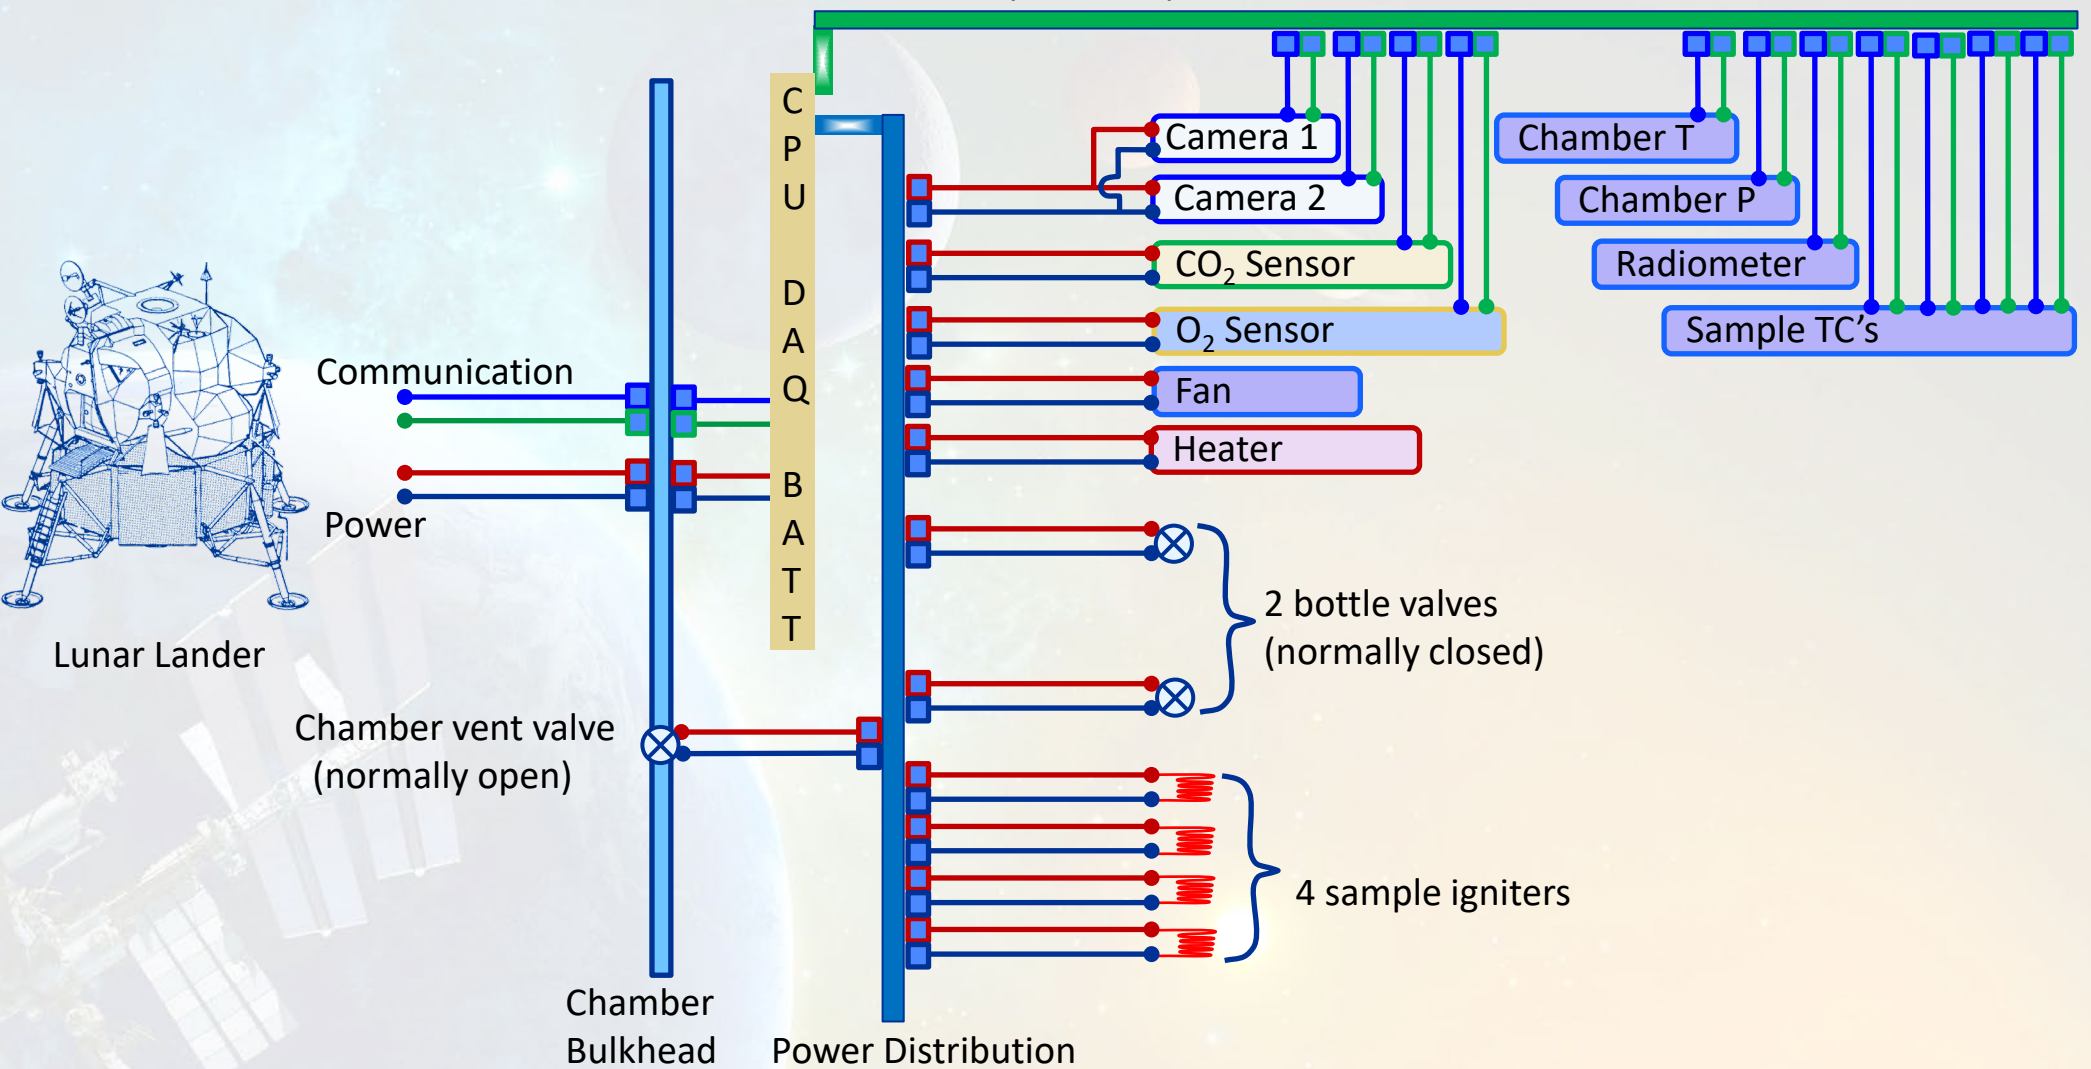 C
P
U
D
A
Q
B
A
T
T
Camera 1
Camera 2
CO₂ Sensor
O₂ Sensor
Fan
Heater
Chamber T
Chamber P
Radiometer
Sample TC’s
Communication
Power
Lunar Lander
2 bottle valves
(normally closed)
Chamber vent valve
(normally open)
4 sample igniters
Chamber
Bulkhead
Power Distribution